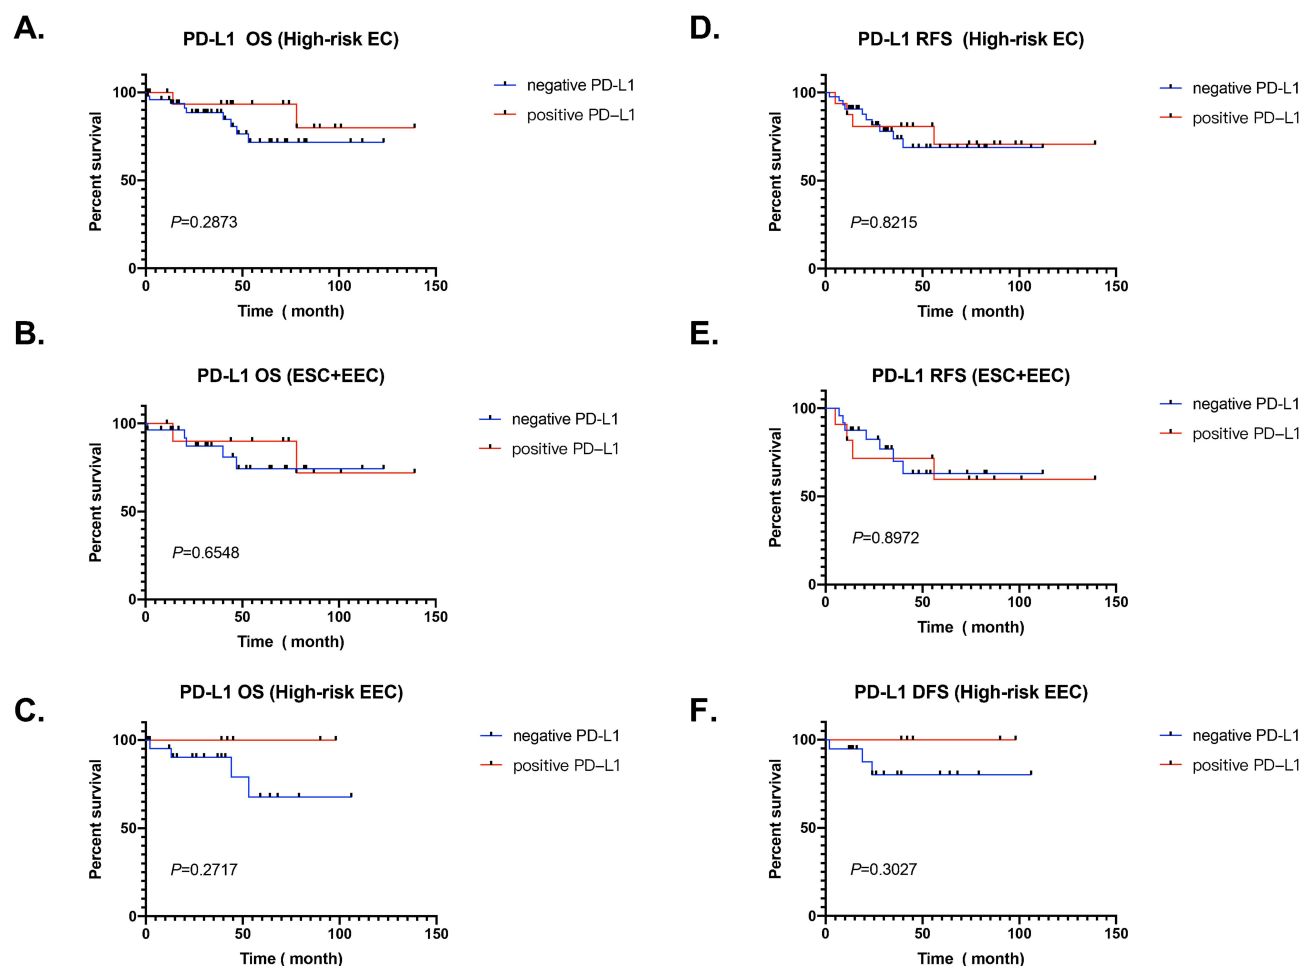 A.
PD-L1 OS (High-risk EC)
negative PD-L1
positive PD–L1
Percent survival
100
50
0
P=0.2873
0 50 100 150
Time ( month)
D.
PD-L1 RFS (High-risk EC)
negative PD-L1
positive PD–L1
Percent survival
100
50
0
P=0.8215
0 50 100 150
Time ( month)
B.
PD-L1 OS (ESC+EEC)
negative PD-L1
positive PD–L1
Percent survival
100
50
0
P=0.6548
0 50 100 150
Time ( month)
E.
PD-L1 RFS (ESC+EEC)
negative PD-L1
positive PD–L1
Percent survival
100
50
0
P=0.8972
0 50 100 150
Time ( month)
C.
PD-L1 OS (High-risk EEC)
negative PD-L1
positive PD–L1
Percent survival
100
50
0
P=0.2717
0 50 100 150
Time ( month)
F.
PD-L1 DFS (High-risk EEC)
negative PD-L1
positive PD–L1
Percent survival
100
50
0
P=0.3027
0 50 100 150
Time ( month)